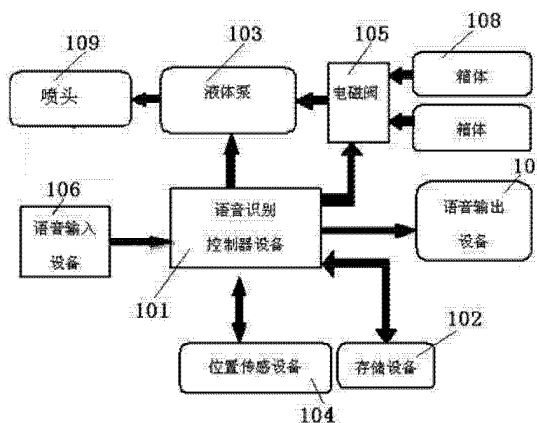 109
103
105
108
喷头
液体泵
电磁阀
箱体
箱体
106
10
语音输入
设备
语音识别
控制器设备
语音输出
设备
101
102
位置传感设备
存储设备
104